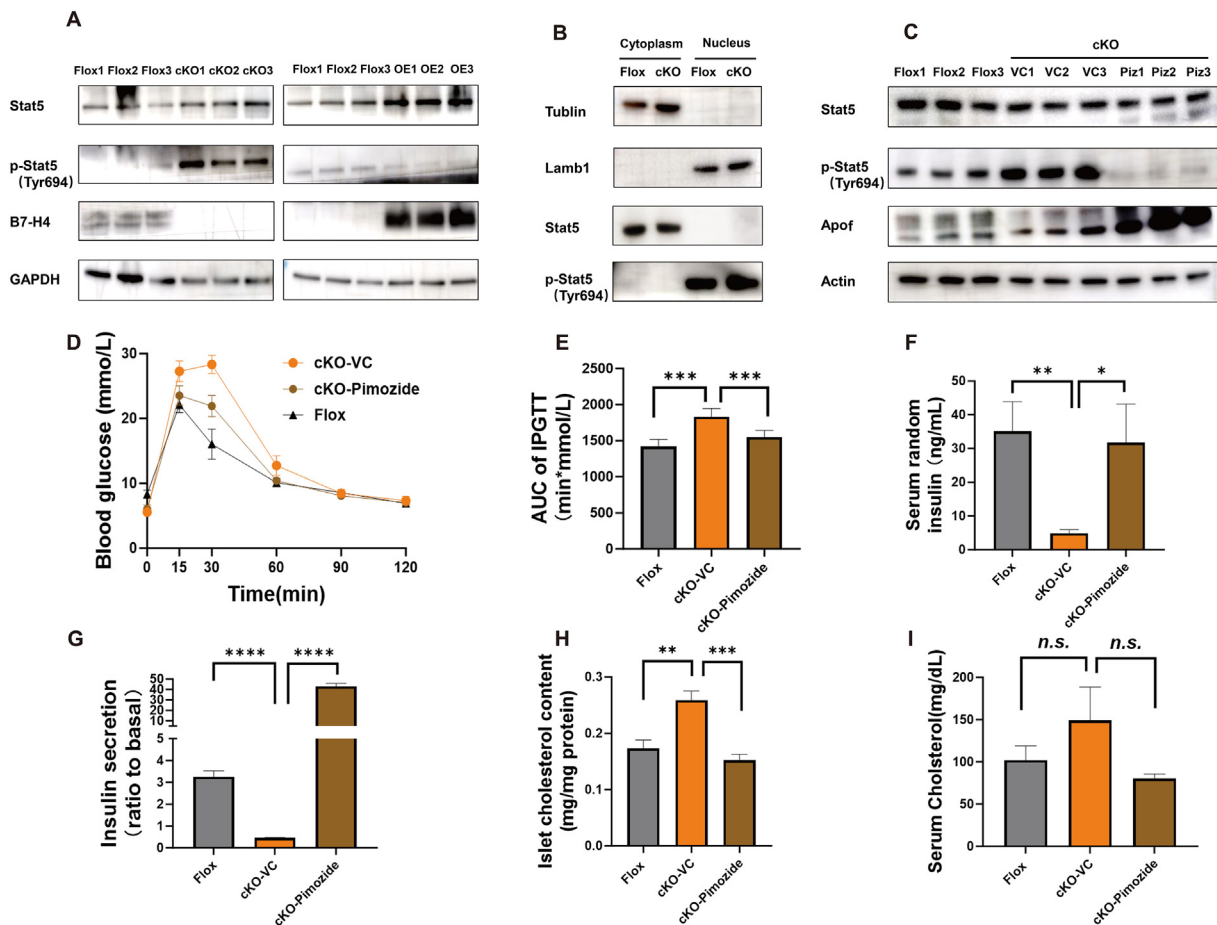 A
Flox1 Flox2 Flox3 cKO1 cKO2 cKO3
Flox1 Flox2 Flox3 OE1 OE2 OE3
Stat5
p-Stat5
(Tyr694)
B7-H4
GAPDH
B
Cytoplasm Nucleus
Flox cKO Flox cKO
Tublin
Lamb1
Stat5
p-Stat5
(Tyr694)
C
cKO
Flox1 Flox2 Flox3 VC1 VC2 VC3 Piz1 Piz2 Piz3
Stat5
p-Stat5
(Tyr694)
Apof
Actin
D
Blood glucose (mmo/L)
30
20
10
0
0 15 30 60 90 120
Time(min)
cKO-VC
cKO-Pimozide
Flox
E
AUC of IPGTT
(min*mmol/L)
2500
2000
1500
1000
500
0
*** ***
Flox
cKO-VC
cKO-Pimozide
F
Serum random
insulin (ng/mL)
50
40
30
20
10
0
** *
Flox
cKO-VC
cKO-Pimozide
G
Insulin secretion
(ratio to basal)
50
40
30
20
10
5
4
3
2
1
0
**** ****
Flox
cKO-VC
cKO-Pimozide
H
Islet cholesterol content
(mg/mg protein)
0.3
0.2
0.1
0.0
** ***
Flox
cKO-VC
cKO-Pimozide
I
Serum Cholsterol(mg/dL)
200
150
100
50
0
n.s. n.s.
Flox
cKO-VC
cKO-Pimozide